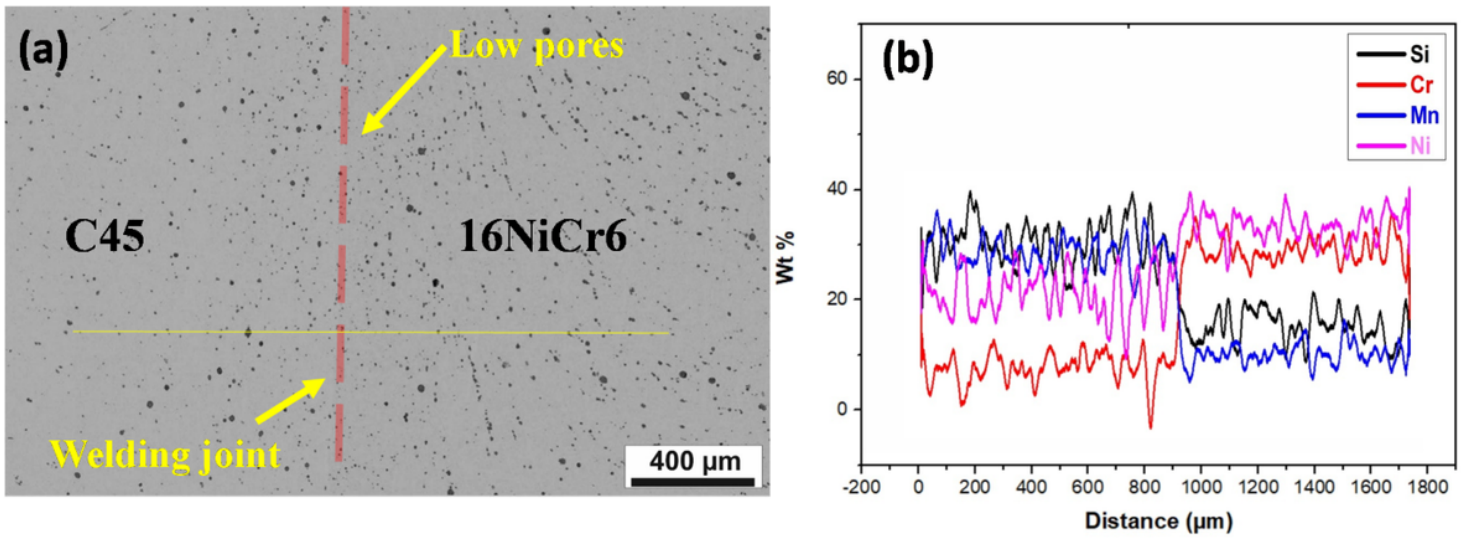 (a)
Low pores
C45
16NiCr6
Welding joint
400 μm
(b)
Si
Cr
Mn
Ni
60
40
20
0
Wt %
-200 0 200 400 600 800 1000 1200 1400 1600 1800
Distance (μm)